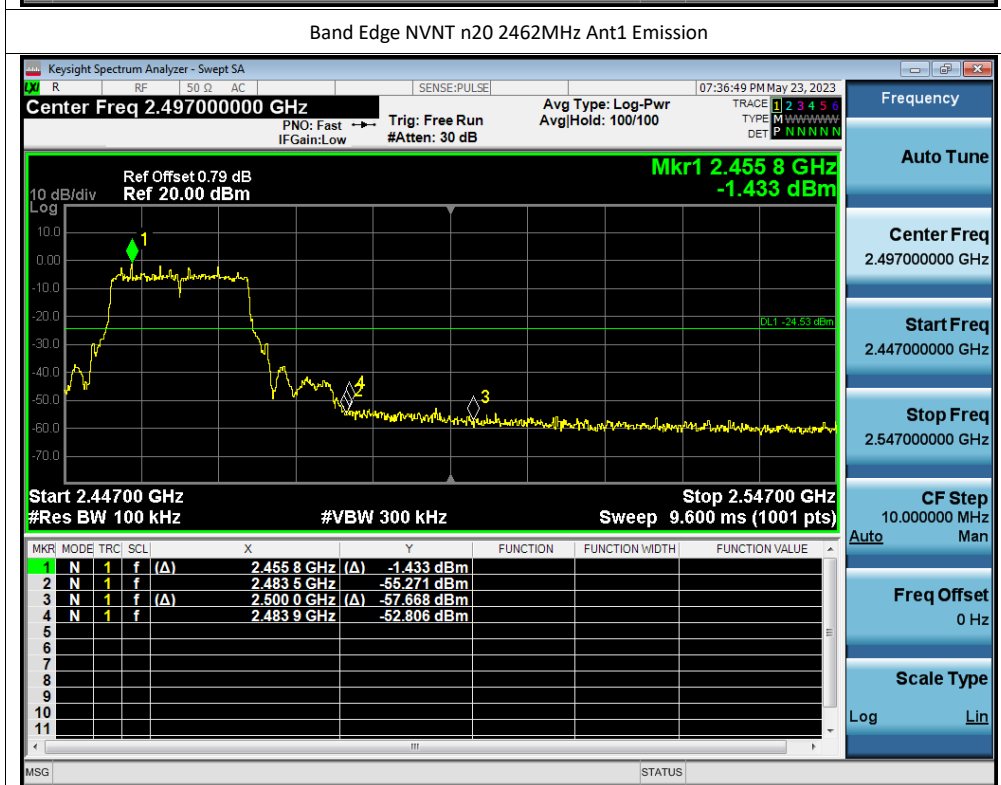 Band Edge NVNT n20 2462MHz Ant1 Emission
Keysight Spectrum Analyzer - Swept SA
LXI R RF 50 Ω AC SENSE:PULSE 07:36:49 PM May 23, 2023
Center Freq 2.497000000 GHz Avg Type: Log-Pwr TRACE 1 2 3 4 5 6
PNO: Fast Trig: Free Run Avg|Hold: 100/100 TYPE M WWWWW
IFGain:Low #Atten: 30 dB DET P N N N N N
Frequency
Auto Tune
Mkr1 2.455 8 GHz
Ref Offset 0.79 dB
10 dB/div Ref 20.00 dBm -1.433 dBm
Log
10.0
0.00
-10.0
-20.0
-30.0
-40.0
-50.0
-60.0
-70.0
1
DL1 -24.53 dBm
4
2
3
Start 2.44700 GHz Stop 2.54700 GHz
#Res BW 100 kHz #VBW 300 kHz Sweep 9.600 ms (1001 pts)
MKR MODE TRC SCL X Y FUNCTION FUNCTION WIDTH FUNCTION VALUE
1 N 1 f (Δ) 2.455 8 GHz (Δ) -1.433 dBm
2 N 1 f 2.483 5 GHz -55.271 dBm
3 N 1 f (Δ) 2.500 0 GHz (Δ) -57.668 dBm
4 N 1 f 2.483 9 GHz -52.806 dBm
5
6
7
8
9
10
11
Center Freq
2.497000000 GHz
Start Freq
2.447000000 GHz
Stop Freq
2.547000000 GHz
CF Step
10.000000 MHz
Auto Man
Freq Offset
0 Hz
Scale Type
Log Lin
MSG STATUS